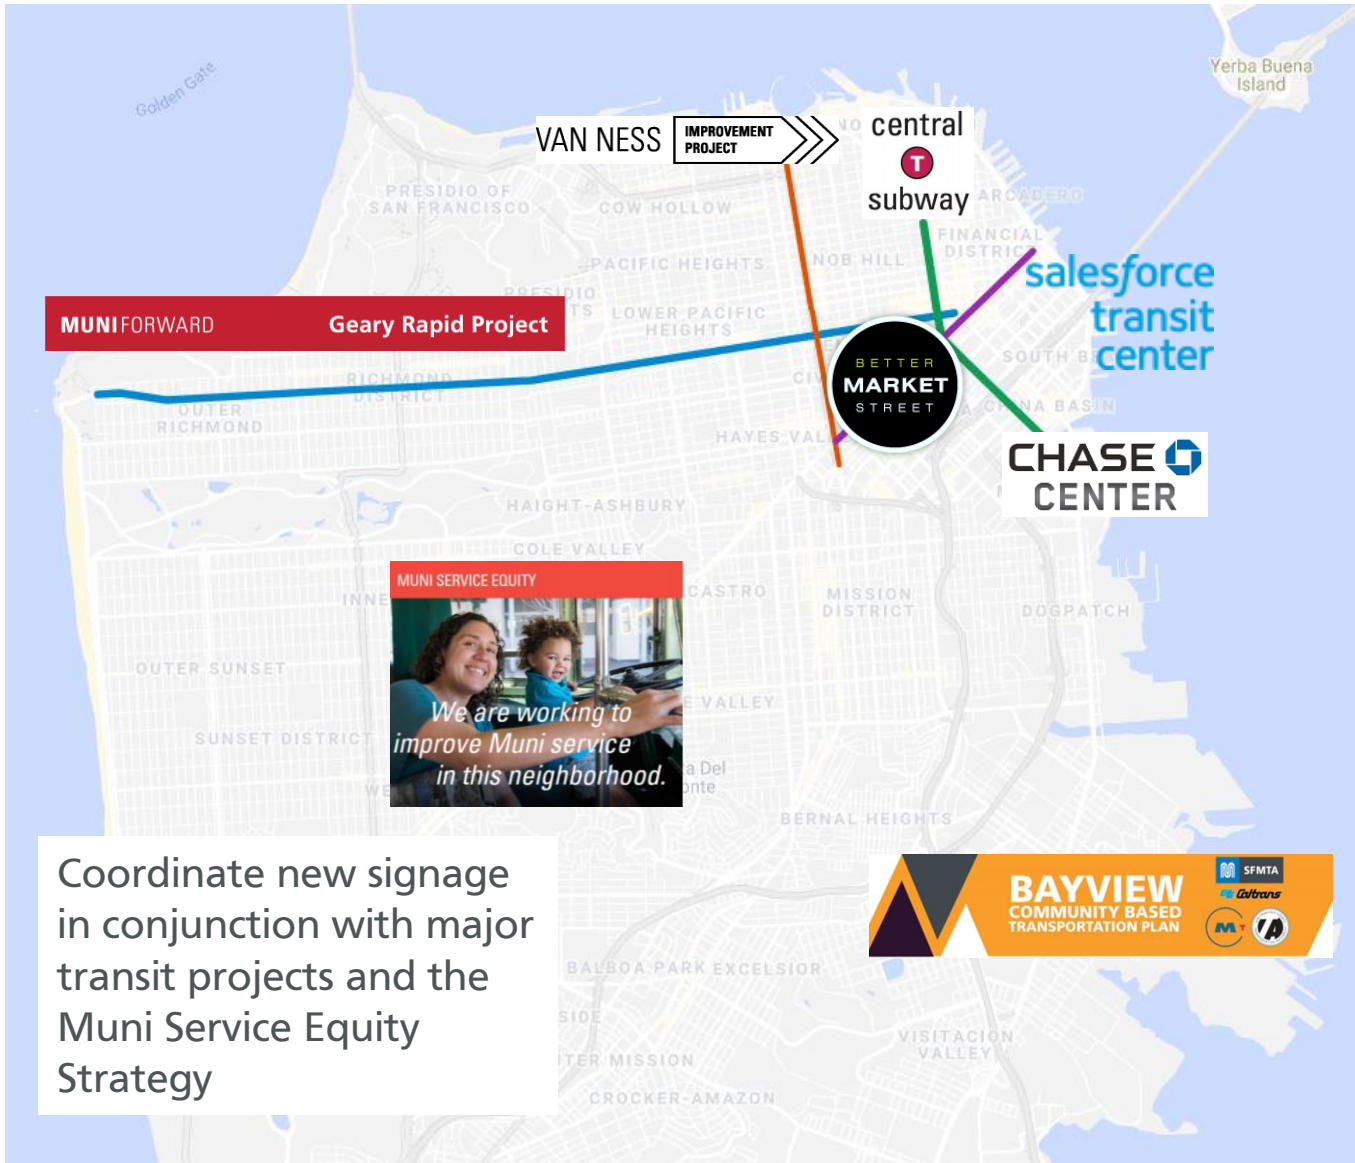 Golden Gate
Yerba Buena
Island
VAN NESS
IMPROVEMENT
PROJECT
central
T
subway
PRESIDIO OF
SAN FRANCISCO
COW HOLLOW
FINANCIAL
DISTRICT
PACIFIC HEIGHTS
NOB HILL
salesforce
transit
center
MUNIFORWARD
Geary Rapid Project
PRESIDIO
LOWER PACIFIC
HEIGHTS
BETTER
MARKET
STREET
RICHMOND
DISTRICT
OUTER
RICHMOND
CHINA BASIN
HAYES
CHASE
CENTER
HAIGHT-ASHBURY
COLE VALLEY
MUNI SERVICE EQUITY
We are working to
improve Muni service
in this neighborhood.
CASTRO
MISSION
DISTRICT
DOGPATCH
OUTER SUNSET
VALLEY
SUNSET DISTRICT
BERNAL HEIGHTS
Coordinate new signage
in conjunction with major
transit projects and the
Muni Service Equity
Strategy
BAYVIEW
COMMUNITY BASED
TRANSPORTATION PLAN
SFMTA
Caltrans
BALBOA PARK
EXCELSIOR
VISITACION
VALLEY
MISSION
CROCKER-AMAZON